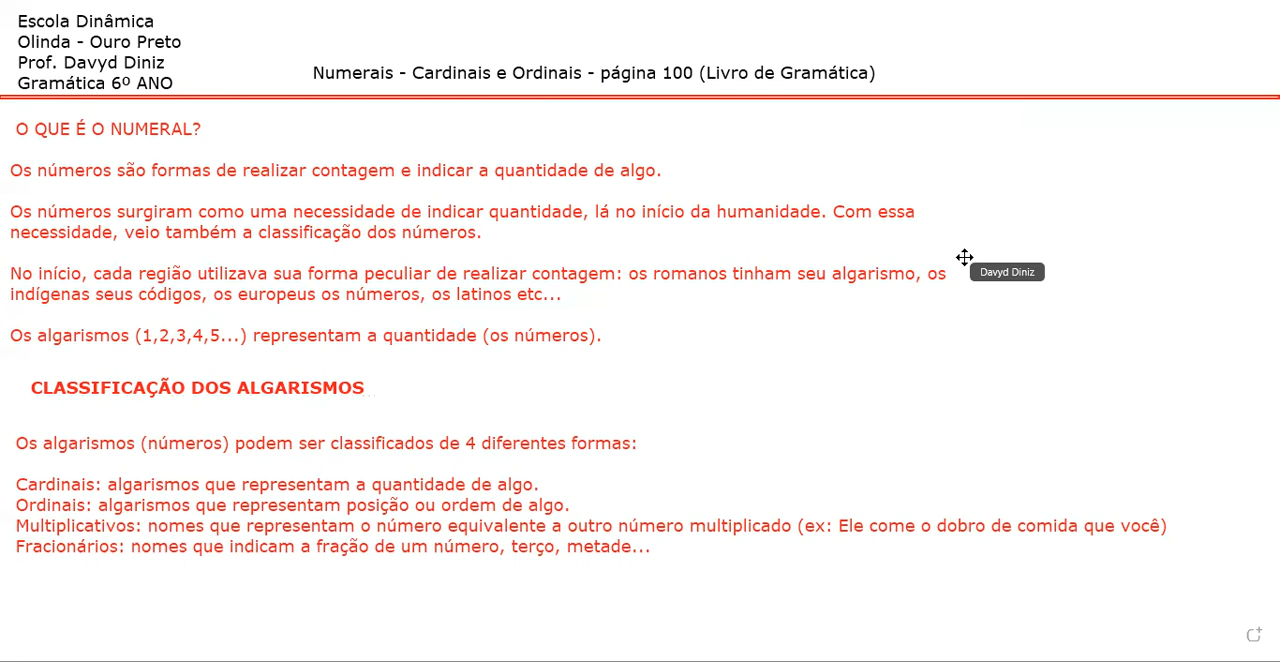 Escola Dinâmica
Olinda - Ouro Preto
Prof. Davyd Diniz
Gramática 6º ANO
Numerais - Cardinais e Ordinais - página 100 (Livro de Gramática)
O QUE É O NUMERAL?
Os números são formas de realizar contagem e indicar a quantidade de algo.
Os números surgiram como uma necessidade de indicar quantidade, lá no início da humanidade. Com essa
necessidade, veio também a classificação dos números.
No início, cada região utilizava sua forma peculiar de realizar contagem: os romanos tinham seu algarismo, os
indígenas seus códigos, os europeus os números, os latinos etc...
Davyd Diniz
Os algarismos (1,2,3,4,5...) representam a quantidade (os números).
CLASSIFICAÇÃO DOS ALGARISMOS
Os algarismos (números) podem ser classificados de 4 diferentes formas:
Cardinais: algarismos que representam a quantidade de algo.
Ordinais: algarismos que representam posição ou ordem de algo.
Multiplicativos: nomes que representam o número equivalente a outro número multiplicado (ex: Ele come o dobro de comida que você)
Fracionários: nomes que indicam a fração de um número, terço, metade...